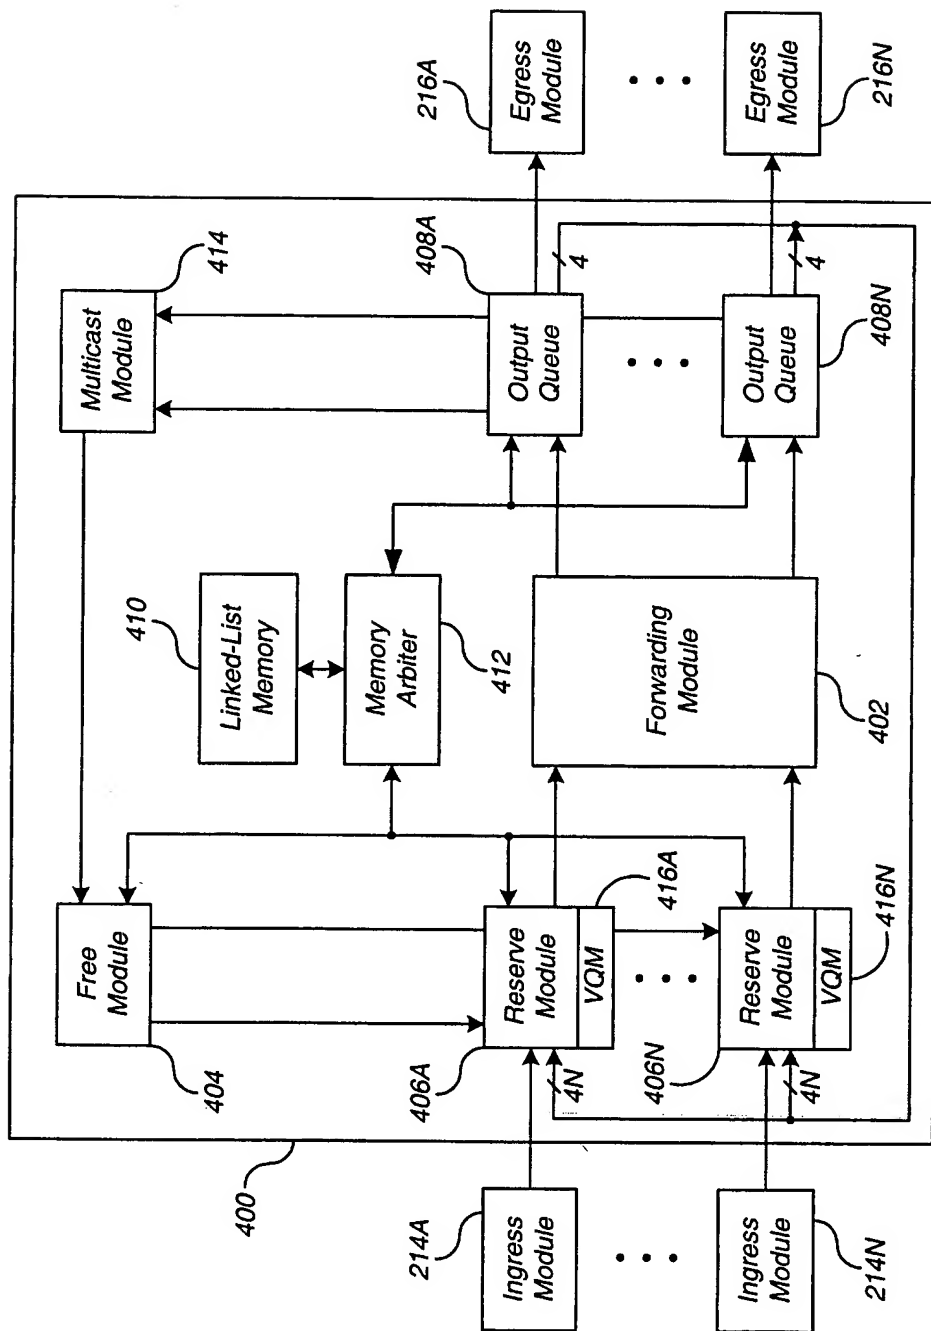 400
Free
Module
404
Multicast
Module
414
410
Linked-List
Memory
Memory
Arbiter
412
214A
Ingress
Module
406A
4N
Reserve
Module
VQM
416A
Forwarding
Module
402
408A
Output
Queue
4
216A
Egress
Module
214N
Ingress
Module
406N
4N
Reserve
Module
VQM
416N
408N
Output
Queue
4
216N
Egress
Module